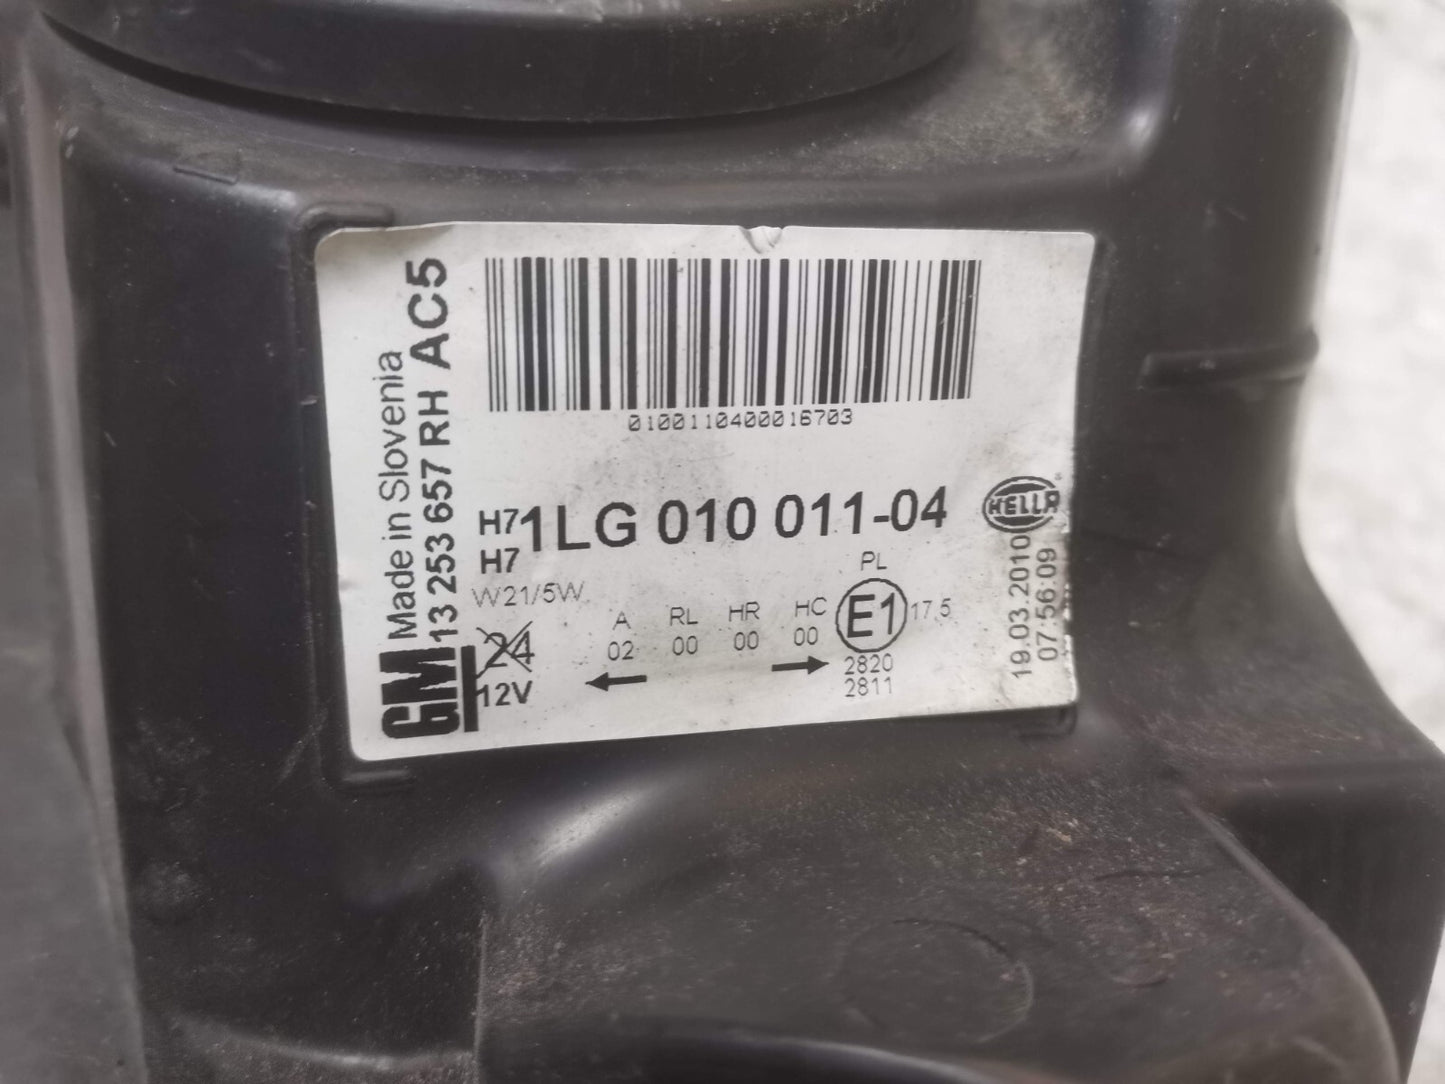 GM Made in Slovenia
13 253 657 RH AC5
0100110400016703
H7 1LG 010 011-04
H7
W21/5W
24
12V
A RL HR HC PL
02 00 00 00 E1 17,5
2820
2811
HELLA
®
19.03.2010
07:56:09